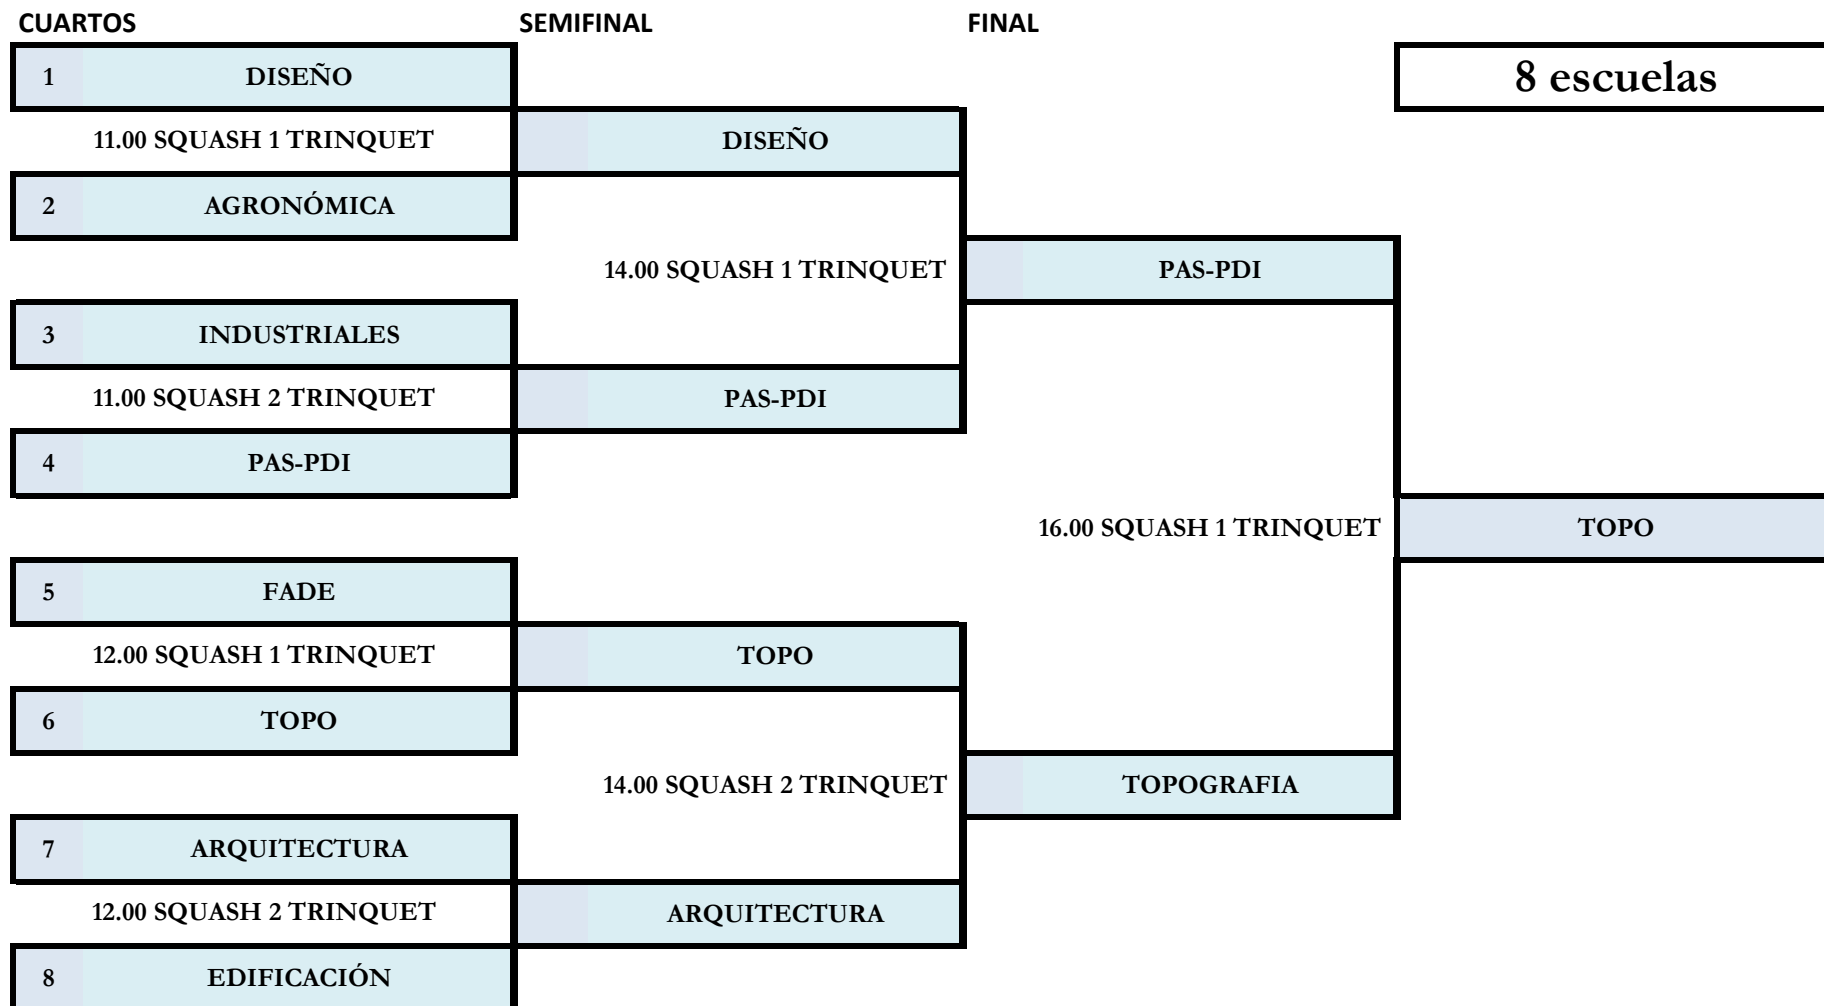 CUARTOS SEMIFINAL FINAL
1 DISEÑO 8 escuelas
11.00 SQUASH 1 TRINQUET DISEÑO
2 AGRONÓMICA
14.00 SQUASH 1 TRINQUET PAS-PDI
3 INDUSTRIALES
11.00 SQUASH 2 TRINQUET PAS-PDI
4 PAS-PDI
16.00 SQUASH 1 TRINQUET TOPO
5 FADE
12.00 SQUASH 1 TRINQUET TOPO
6 TOPO
14.00 SQUASH 2 TRINQUET TOPOGRAFIA
7 ARQUITECTURA
12.00 SQUASH 2 TRINQUET ARQUITECTURA
8 EDIFICACIÓN